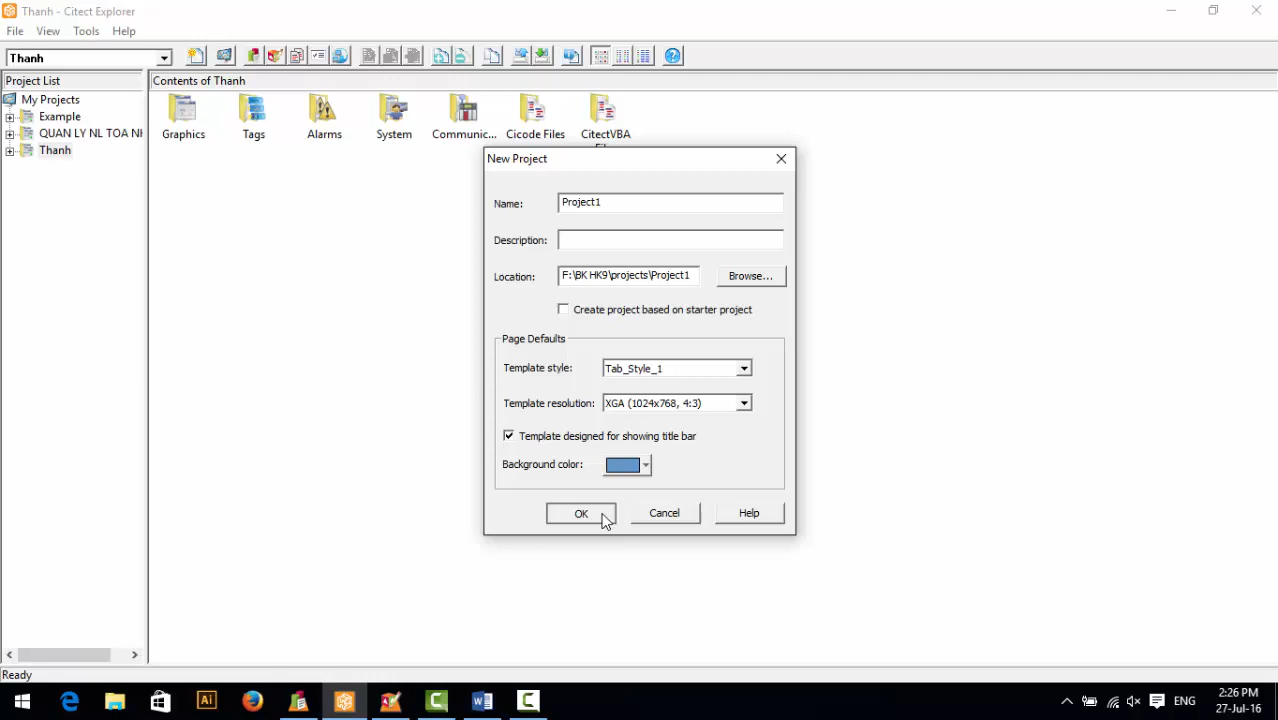 Thanh - Citect Explorer
File View Tools Help
Thanh
Project List
Contents of Thanh
My Projects
Example
QUAN LY NL TOA NH
Thanh
Graphics
Tags
Alarms
System
Communic...
Cicode Files
CitectVBA
New Project
Name:
Project1
Description:
Location:
F:\BK HK9\projects\Project1
Browse...
Create project based on starter project
Page Defaults
Template style:
Tab_Style_1
Template resolution:
XGA (1024x768, 4:3)
Template designed for showing title bar
Background color:
OK
Cancel
Help
Ready
Ai
ENG
2:26 PM
27-Jul-16